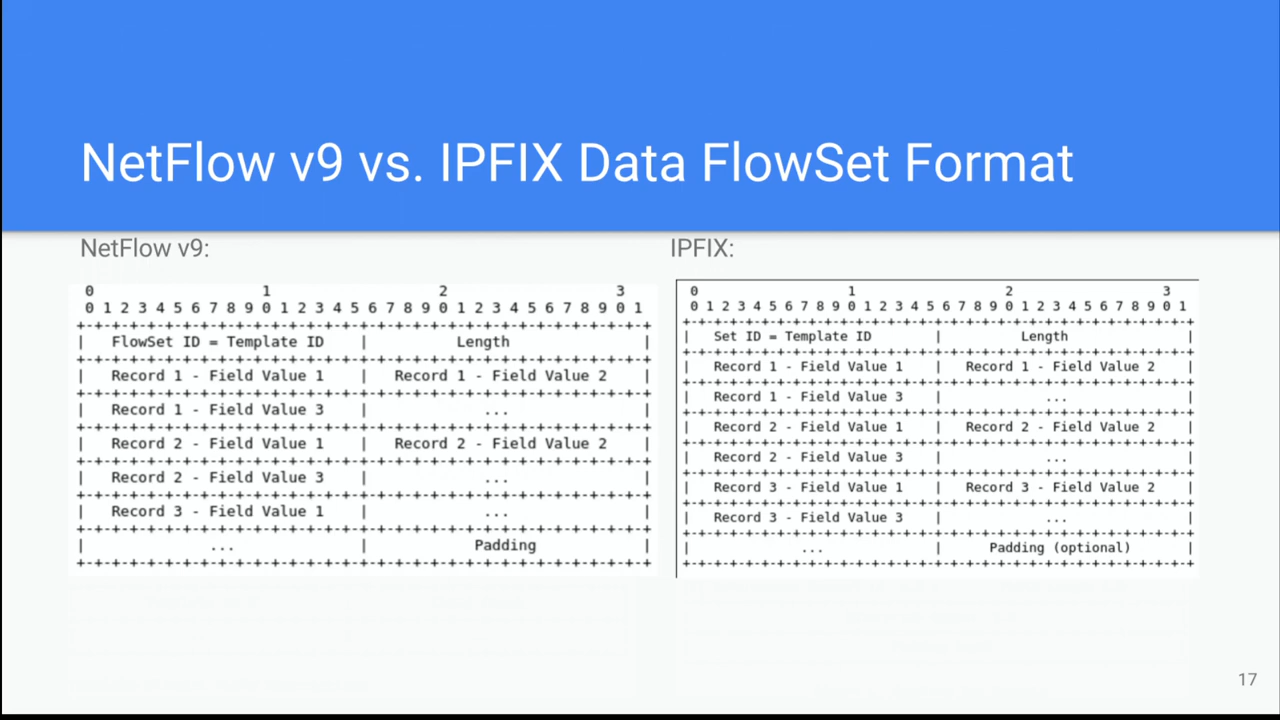 NetFlow v9 vs. IPFIX Data FlowSet Format
NetFlow v9:
0 1 2 3
0 1 2 3 4 5 6 7 8 9 0 1 2 3 4 5 6 7 8 9 0 1 2 3 4 5 6 7 8 9 0 1
+-+-+-+-+-+-+-+-+-+-+-+-+-+-+-+-+-+-+-+-+-+-+-+-+-+-+-+-+-+-+-+-+
| FlowSet ID = Template ID | Length |
+-+-+-+-+-+-+-+-+-+-+-+-+-+-+-+-+-+-+-+-+-+-+-+-+-+-+-+-+-+-+-+-+
| Record 1 - Field Value 1 | Record 1 - Field Value 2 |
+-+-+-+-+-+-+-+-+-+-+-+-+-+-+-+-+-+-+-+-+-+-+-+-+-+-+-+-+-+-+-+-+
| Record 1 - Field Value 3 | ... |
+-+-+-+-+-+-+-+-+-+-+-+-+-+-+-+-+-+-+-+-+-+-+-+-+-+-+-+-+-+-+-+-+
| Record 2 - Field Value 1 | Record 2 - Field Value 2 |
+-+-+-+-+-+-+-+-+-+-+-+-+-+-+-+-+-+-+-+-+-+-+-+-+-+-+-+-+-+-+-+-+
| Record 2 - Field Value 3 | ... |
+-+-+-+-+-+-+-+-+-+-+-+-+-+-+-+-+-+-+-+-+-+-+-+-+-+-+-+-+-+-+-+-+
| Record 3 - Field Value 1 | ... |
+-+-+-+-+-+-+-+-+-+-+-+-+-+-+-+-+-+-+-+-+-+-+-+-+-+-+-+-+-+-+-+-+
| ... | Padding |
+-+-+-+-+-+-+-+-+-+-+-+-+-+-+-+-+-+-+-+-+-+-+-+-+-+-+-+-+-+-+-+-+
IPFIX:
0 1 2 3
0 1 2 3 4 5 6 7 8 9 0 1 2 3 4 5 6 7 8 9 0 1 2 3 4 5 6 7 8 9 0 1
+-+-+-+-+-+-+-+-+-+-+-+-+-+-+-+-+-+-+-+-+-+-+-+-+-+-+-+-+-+-+-+-+
| Set ID = Template ID | Length |
+-+-+-+-+-+-+-+-+-+-+-+-+-+-+-+-+-+-+-+-+-+-+-+-+-+-+-+-+-+-+-+-+
| Record 1 - Field Value 1 | Record 1 - Field Value 2 |
+-+-+-+-+-+-+-+-+-+-+-+-+-+-+-+-+-+-+-+-+-+-+-+-+-+-+-+-+-+-+-+-+
| Record 1 - Field Value 3 | ... |
+-+-+-+-+-+-+-+-+-+-+-+-+-+-+-+-+-+-+-+-+-+-+-+-+-+-+-+-+-+-+-+-+
| Record 2 - Field Value 1 | Record 2 - Field Value 2 |
+-+-+-+-+-+-+-+-+-+-+-+-+-+-+-+-+-+-+-+-+-+-+-+-+-+-+-+-+-+-+-+-+
| Record 2 - Field Value 3 | ... |
+-+-+-+-+-+-+-+-+-+-+-+-+-+-+-+-+-+-+-+-+-+-+-+-+-+-+-+-+-+-+-+-+
| Record 3 - Field Value 1 | Record 3 - Field Value 2 |
+-+-+-+-+-+-+-+-+-+-+-+-+-+-+-+-+-+-+-+-+-+-+-+-+-+-+-+-+-+-+-+-+
| Record 3 - Field Value 3 | ... |
+-+-+-+-+-+-+-+-+-+-+-+-+-+-+-+-+-+-+-+-+-+-+-+-+-+-+-+-+-+-+-+-+
| ... | Padding (optional) |
+-+-+-+-+-+-+-+-+-+-+-+-+-+-+-+-+-+-+-+-+-+-+-+-+-+-+-+-+-+-+-+-+
17